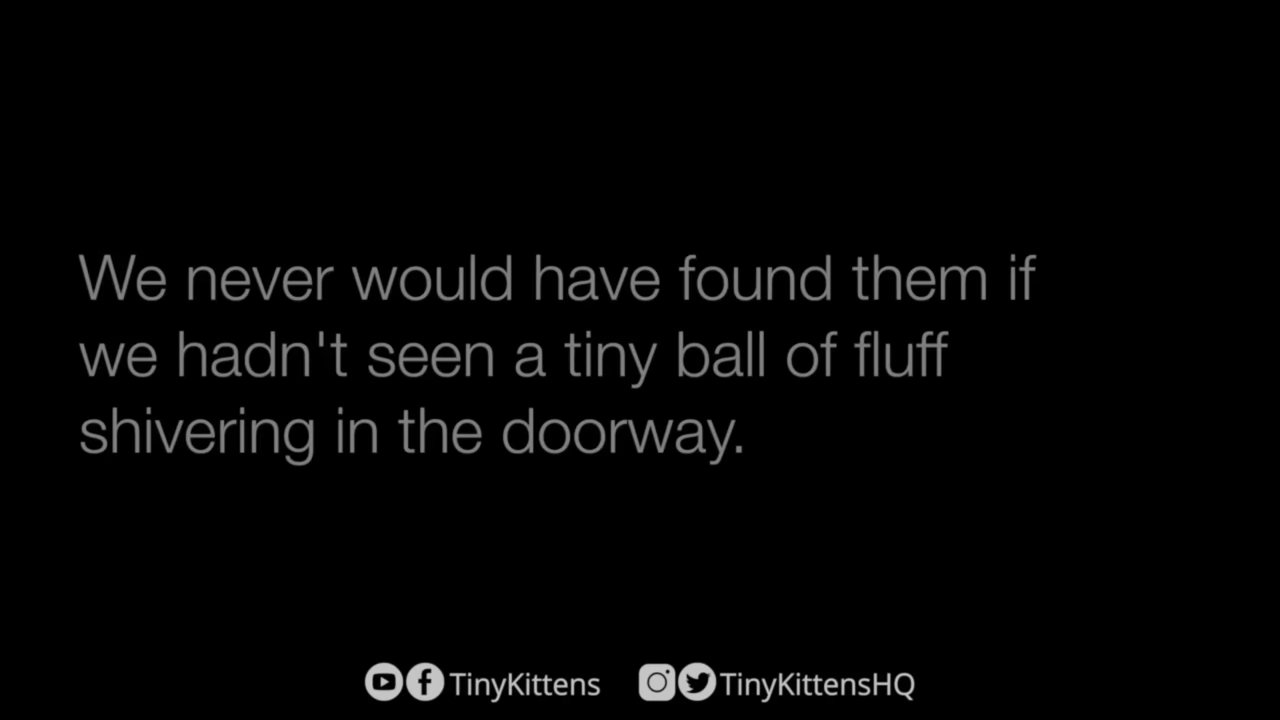 We never would have found them if
we hadn't seen a tiny ball of fluff
shivering in the doorway.
TinyKittens TinyKittensHQ